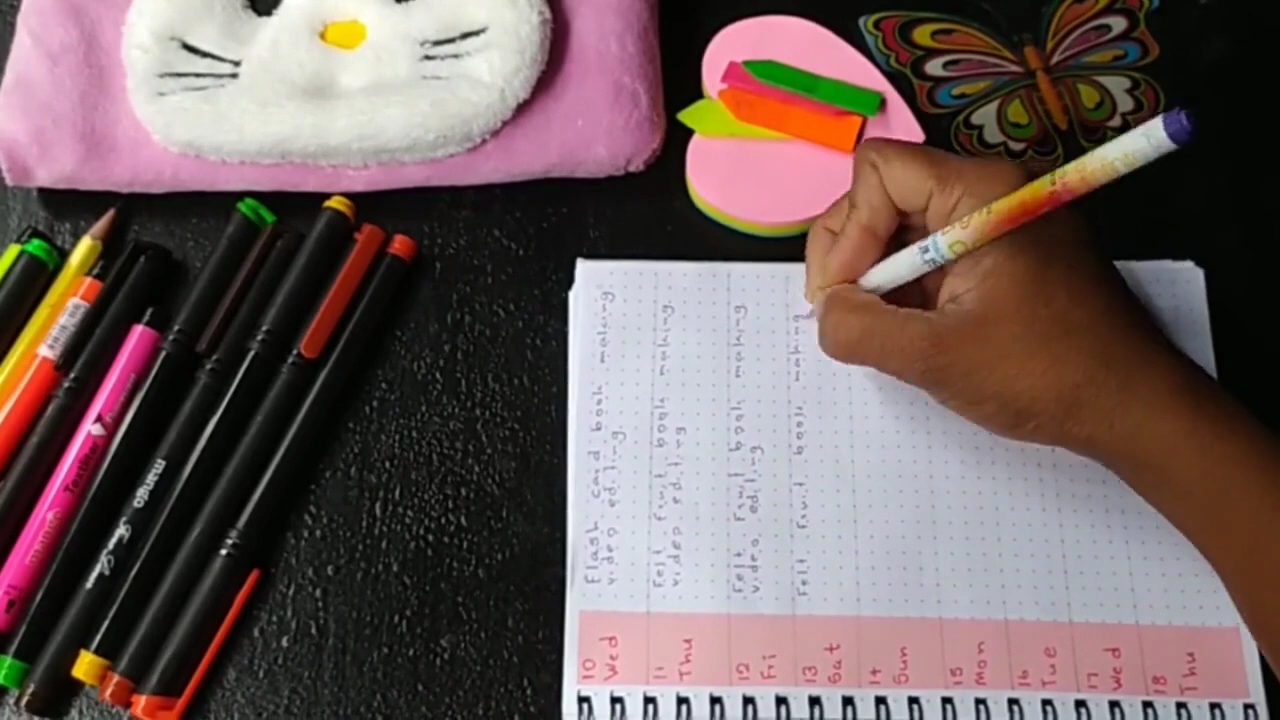 10
Wed
Flash card book making
video editing.
11
Thu
Felt fruit book making
video editing
12
Fri
Felt fruit book making
video editing
13
Sat
Felt fruit book making
14
Sun
15
Mon
16
Tue
17
Wed
18
Thu
mango
Textliter
mango